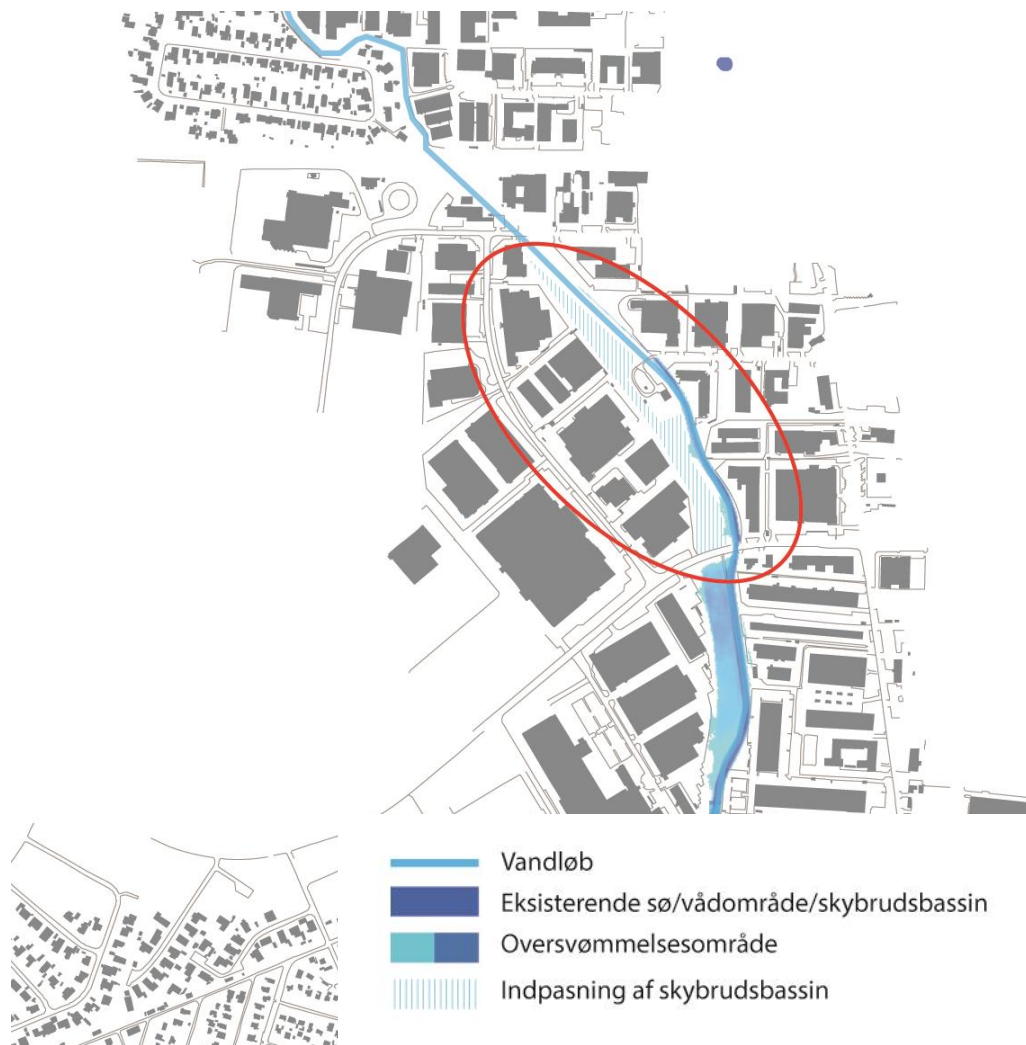 Vandløb
Eksisterende sø/vådområde/skybrudsbassin
Oversvømmelsesområde
Indpasning af skybrudsbassin